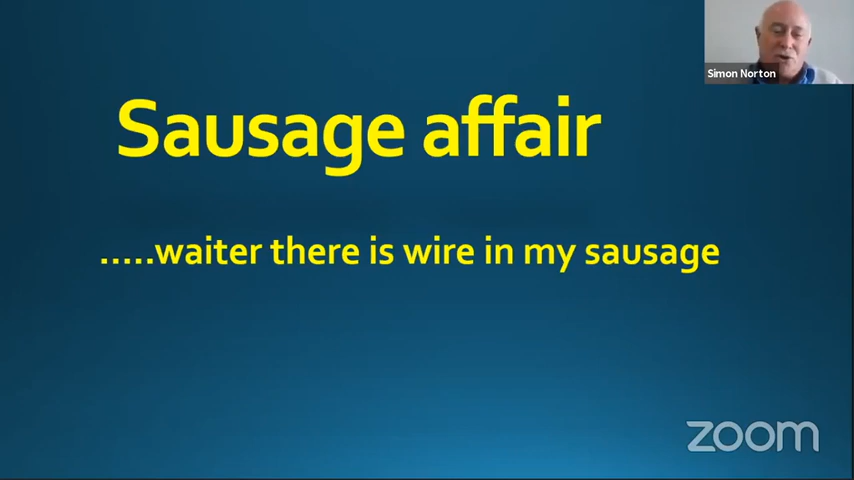 Simon Norton
Sausage affair
.....waiter there is wire in my sausage
zoom